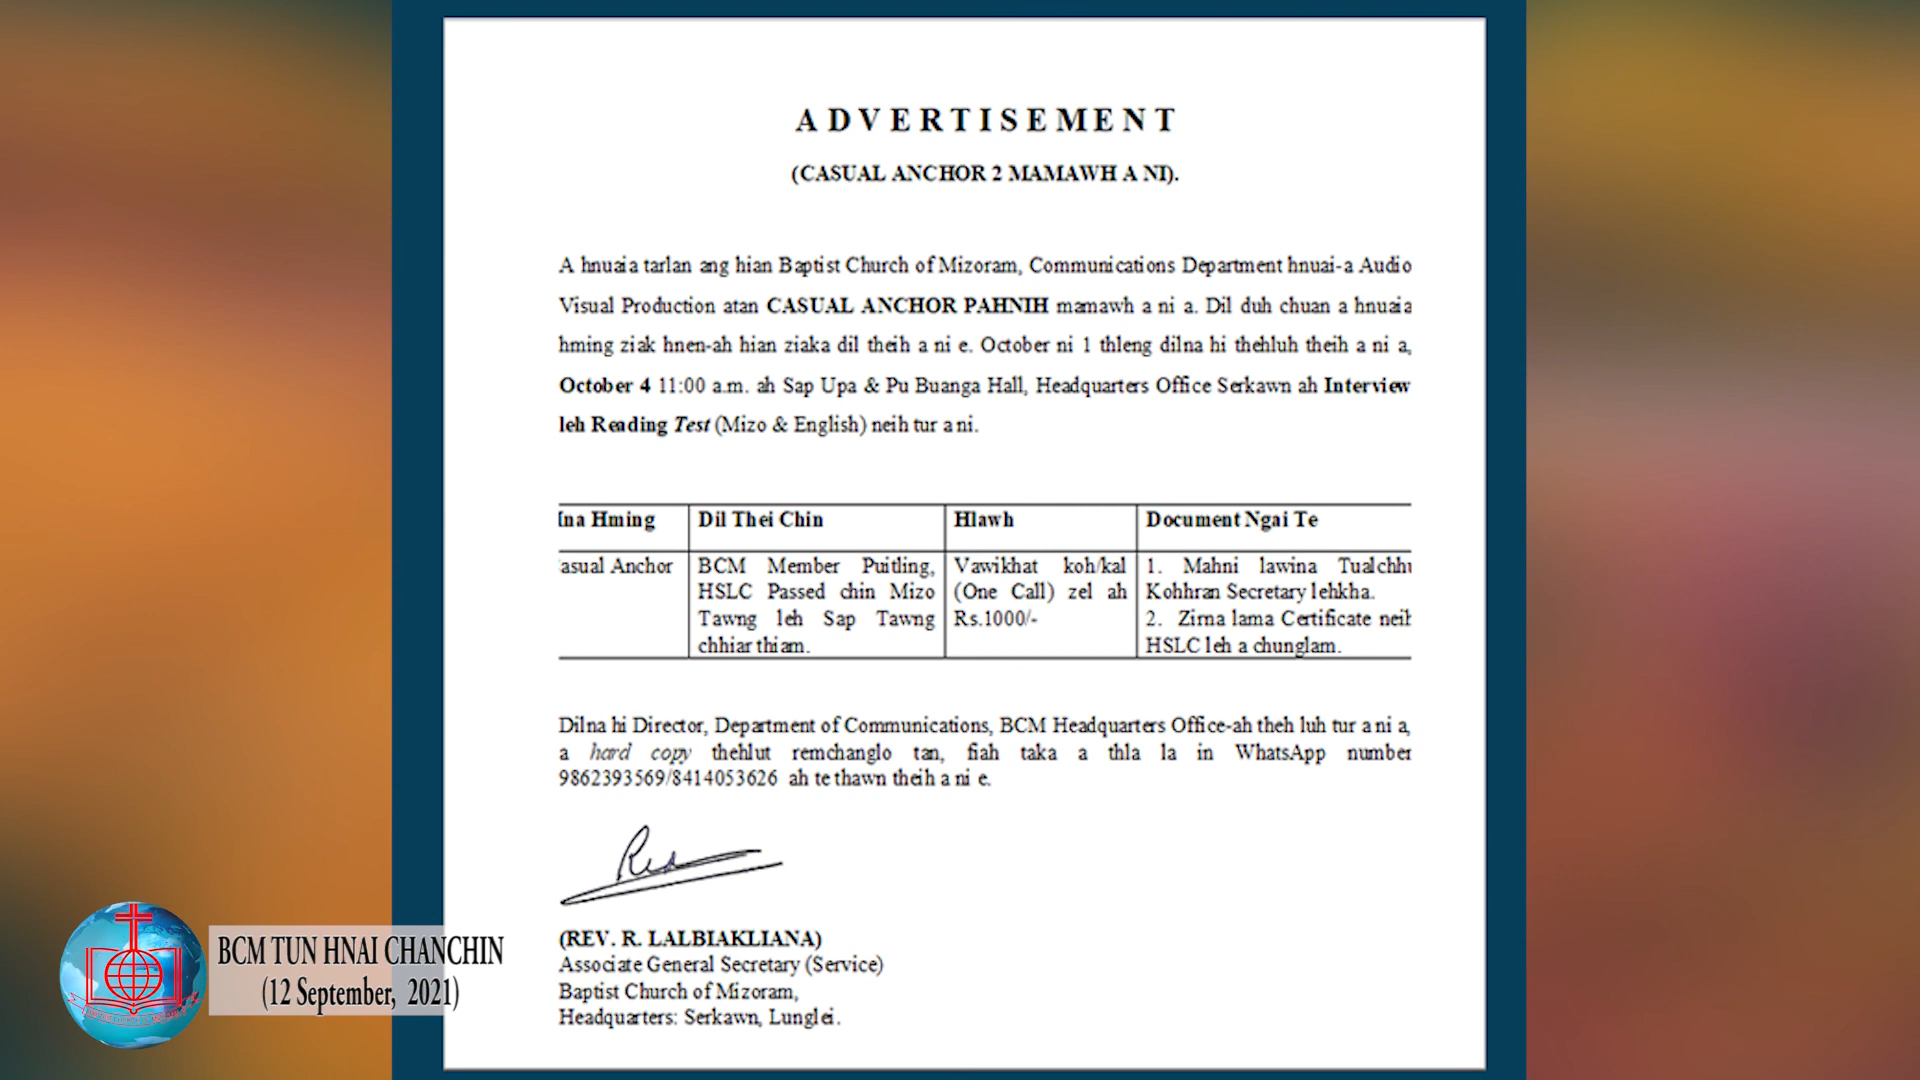 ADVERTISEMENT
(CASUAL ANCHOR 2 MAMAWH A NI).
A hnuaia tarlan ang hian Baptist Church of Mizoram, Communications Department hnuai-a Audio
Visual Production atan CASUAL ANCHOR PAHNIH mamawh a ni a. Dil duh chuan a hnuaia
hming ziak hnen-ah hian ziaka dil theih a ni e. October ni 1 thleng dilna hi thehluh theih a ni a,
October 4 11:00 a.m. ah Sap Upa & Pu Buanga Hall, Headquarters Office Serkawn ah Interview
leh Reading Test (Mizo & English) neih tur a ni.
Hming Dil Thei Chin Hlawh Document Ngai Te
Anchor BCM Member Puitling, Vawikhat koh/kal 1. Mahni lawina
HSLC Passed chin Mizo (One Call) zel ah Kohhran Secretary lehkha.
Tawng leh Sap Tawng Rs.1000/- 2. Zirna lama Certificate
chhiar thiam. HSLC leh a chunglam.
Dilna hi Director, Department of Communications, BCM Headquarters Office-ah theh luh tur a ni a,
a hard copy thehlut remchanglo tan, fiah taka a thla la in WhatsApp number
9862393569/8414053626 ah te thawn theih a ni e.
(REV. R. LALBIAKLIANA)
Associate General Secretary (Service)
Baptist Church of Mizoram,
Headquarters: Serkawn, Lunglei.
BCM TUN HNAI CHANCHIN
(12 September, 2021)